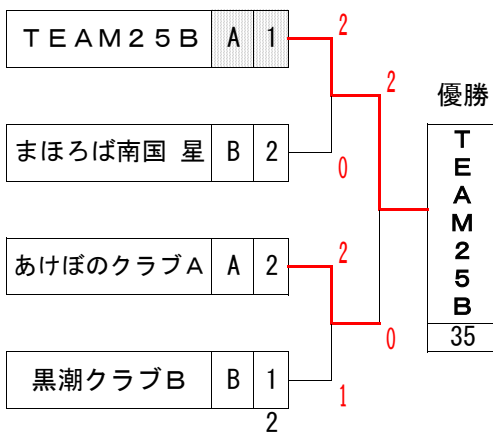 TEAM25B A 1
2
2
優勝
まほろば南国 星 B 2
0
TEAM25B
35
あけぼのクラブA A 2
2
0
黒潮クラブB B 1
1
2